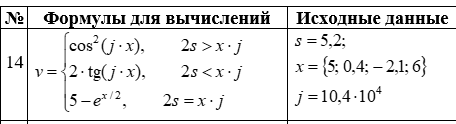 № Формулы для вычислений Исходные данные
cos²(j·x), 2s > x·j s = 5,2;
14 v = { 2·tg(j·x), 2s < x·j x = {5; 0,4; −2,1; 6}
5 − e^(x/2), 2s = x·j j = 10,4·10⁴